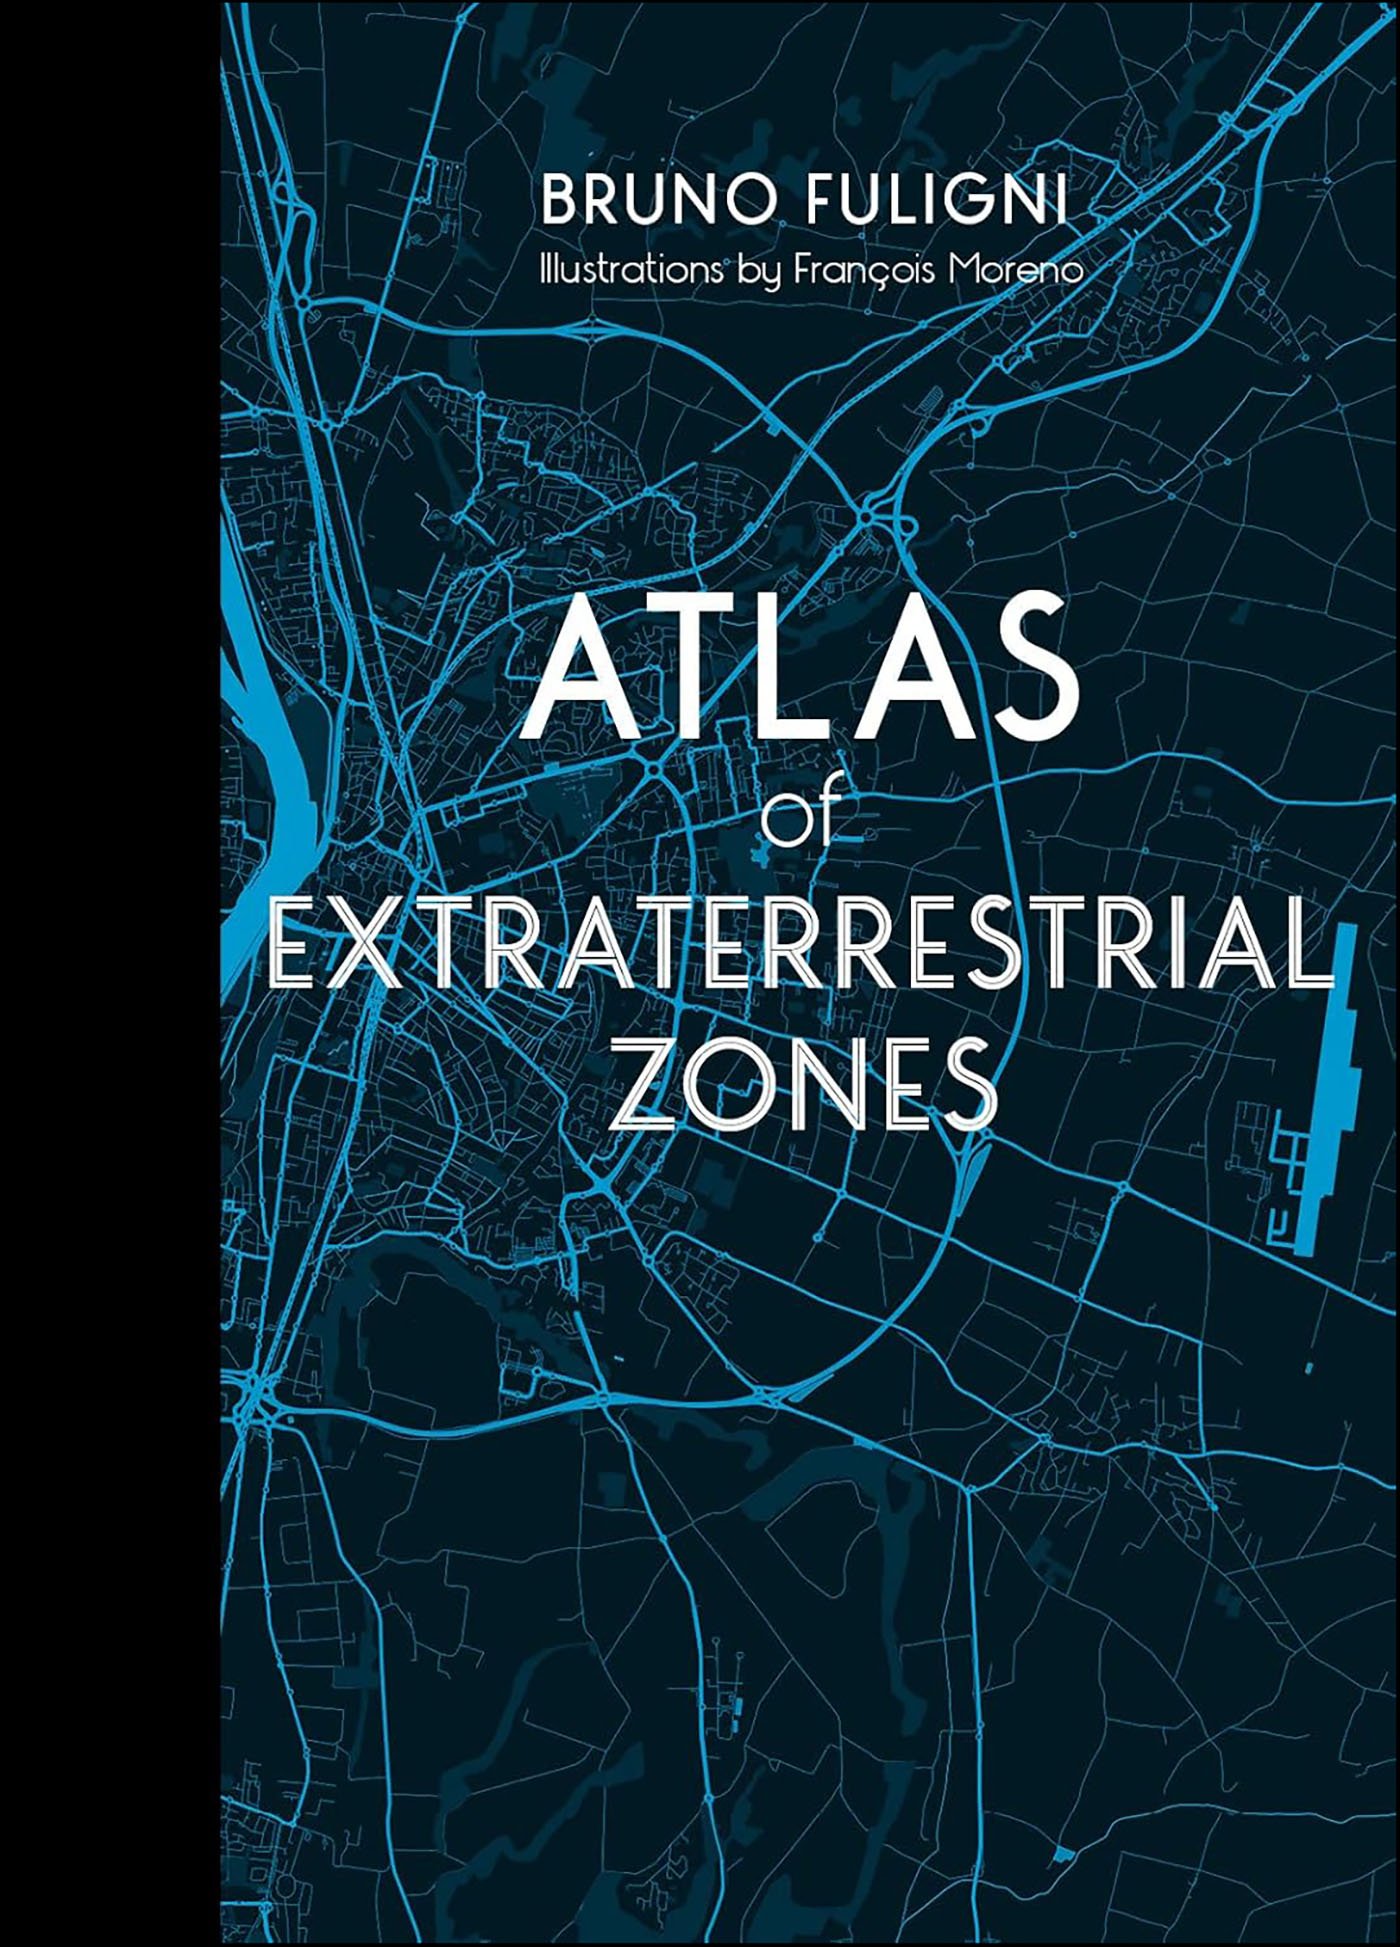 BRUNO FULIGNI
Illustrations by François Moreno
ATLAS
of
EXTRATERRESTRIAL
ZONES